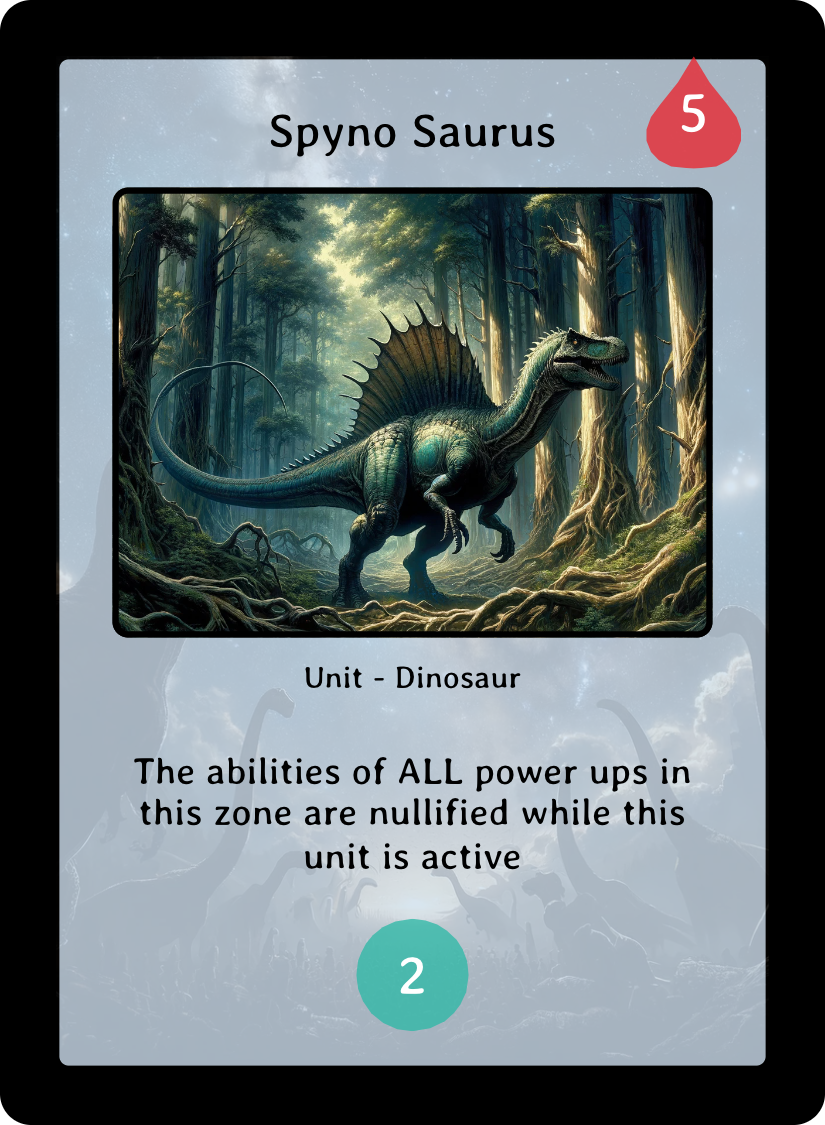 5
Spyno Saurus
Unit - Dinosaur
The abilities of ALL power ups in
this zone are nullified while this
unit is active
2